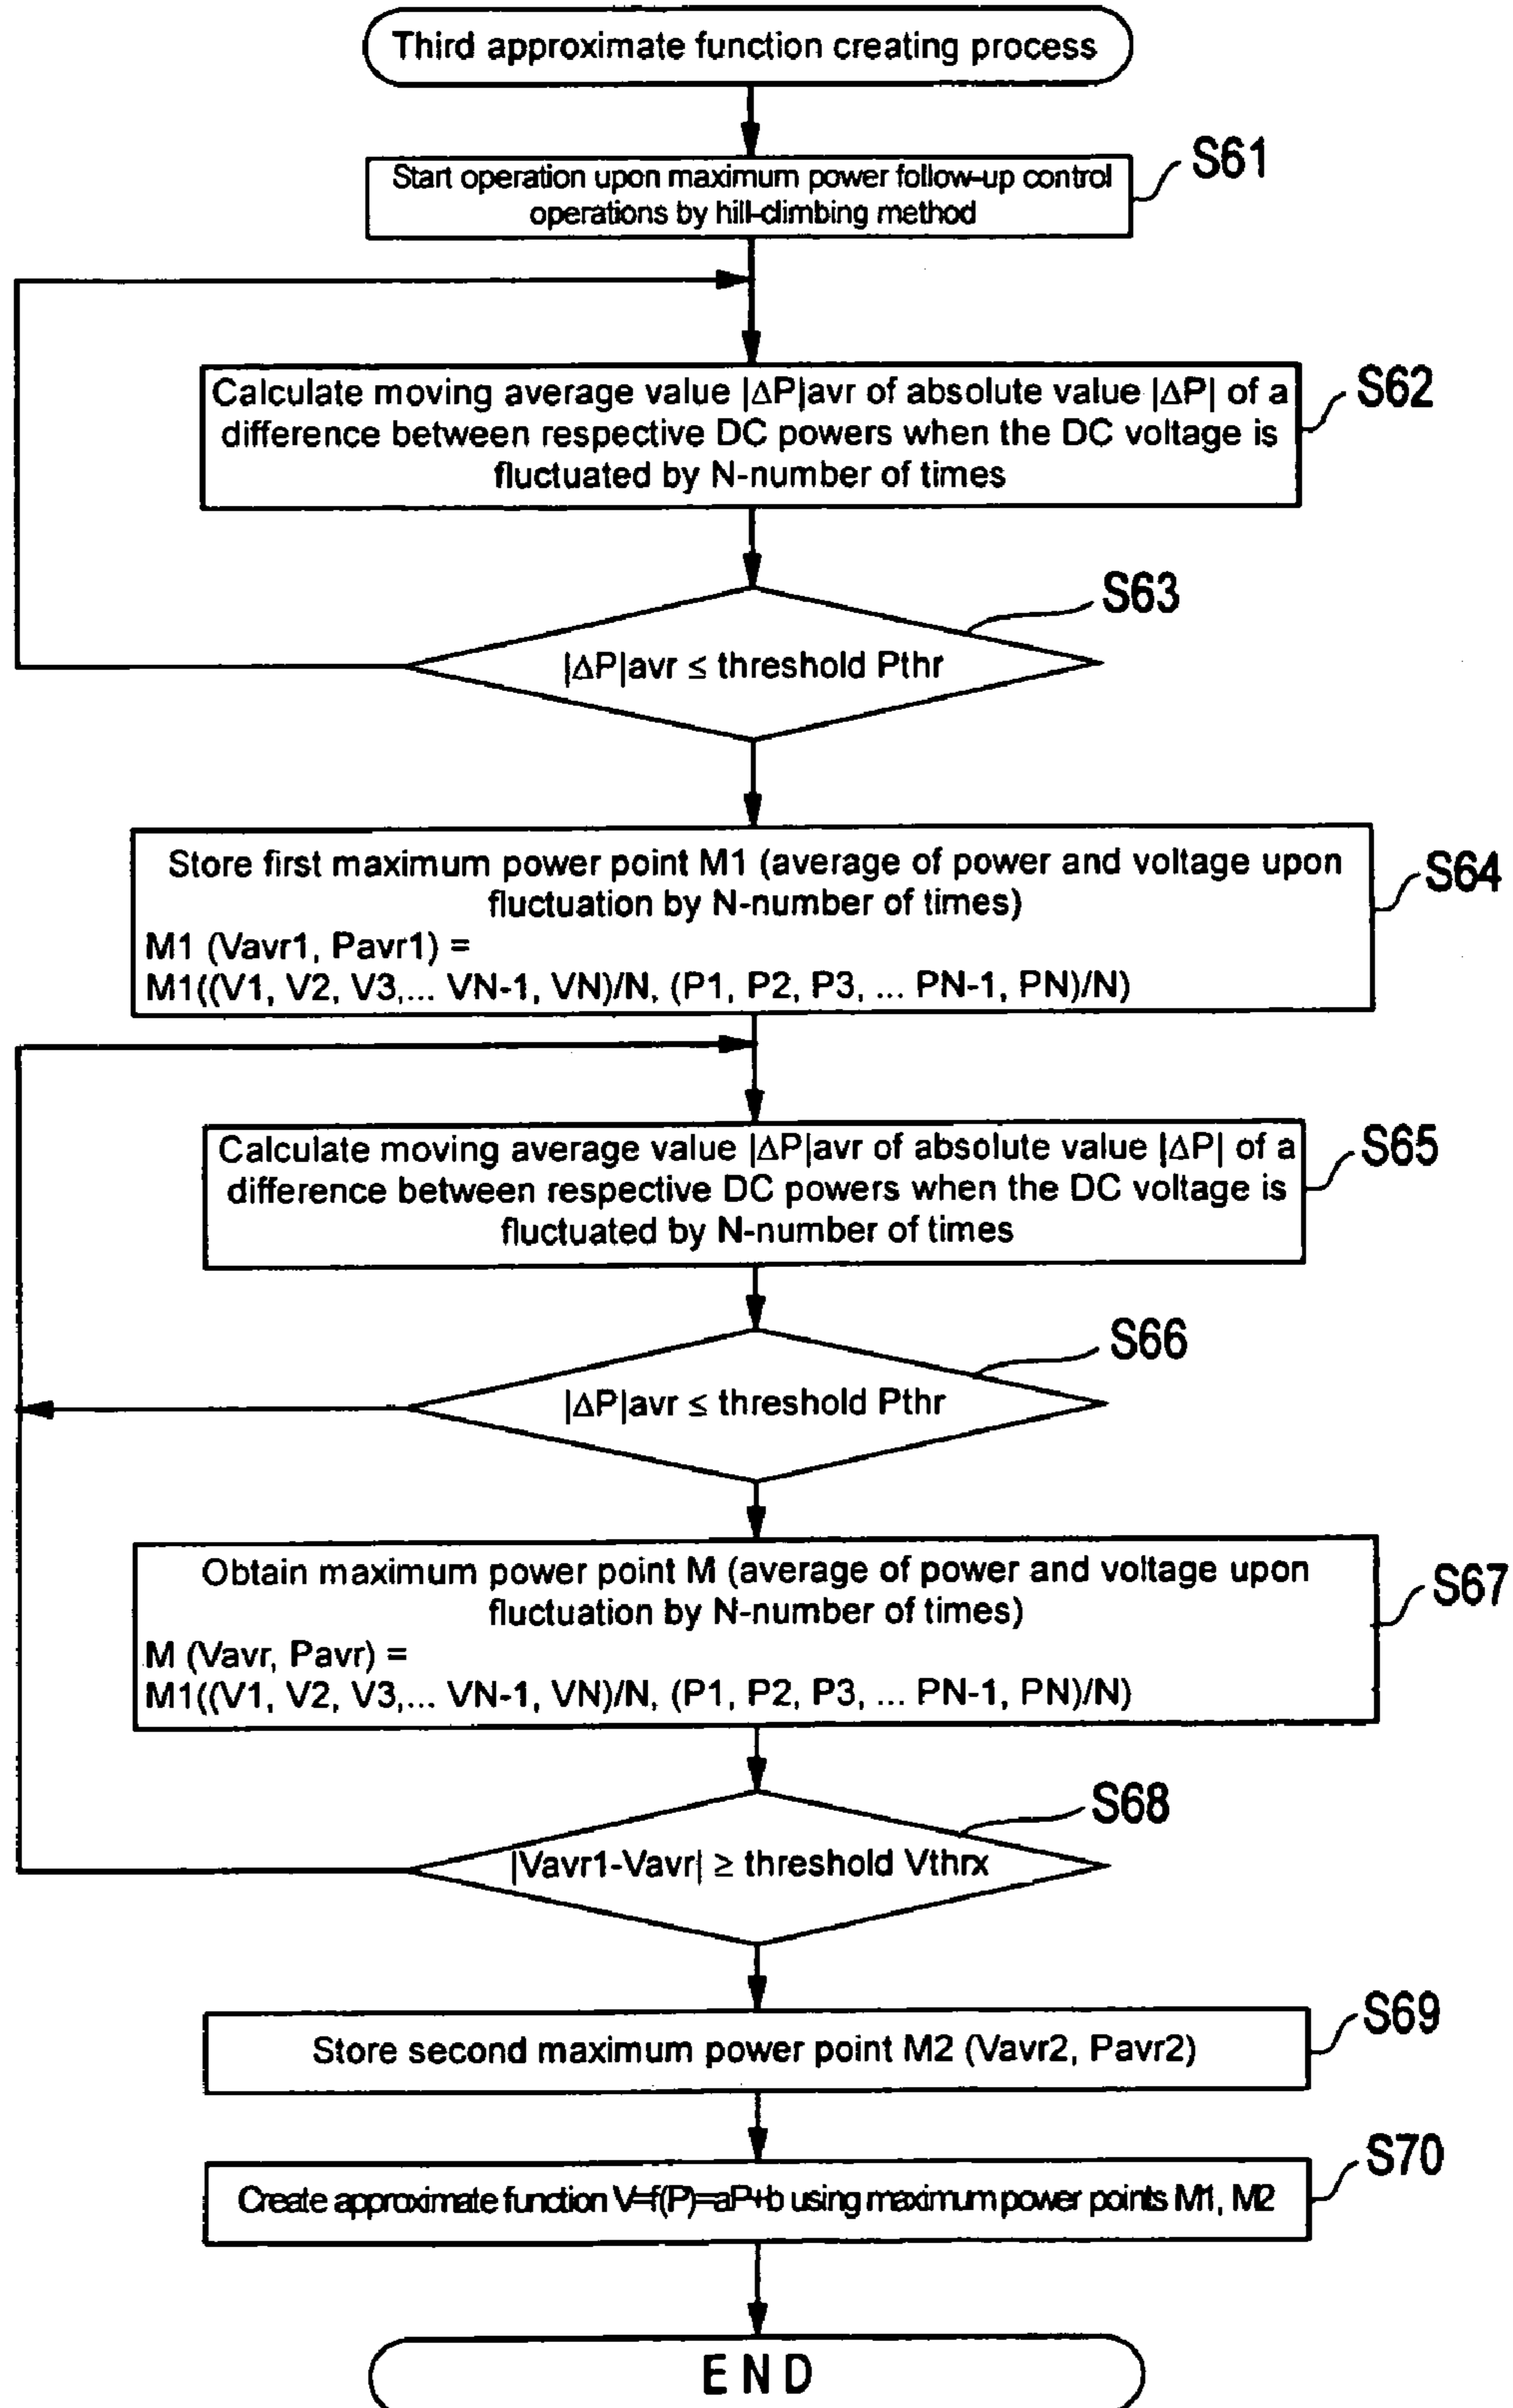 Third approximate function creating process
S61
Start operation upon maximum power follow-up control
operations by hill-climbing method
S62
Calculate moving average value |ΔP|avr of absolute value |ΔP| of a
difference between respective DC powers when the DC voltage is
fluctuated by N-number of times
S63
|ΔP|avr ≤ threshold Pthr
S64
Store first maximum power point M1 (average of power and voltage upon
fluctuation by N-number of times)
M1 (Vavr1, Pavr1) =
M1((V1, V2, V3,... VN-1, VN)/N, (P1, P2, P3, ... PN-1, PN)/N)
S65
Calculate moving average value |ΔP|avr of absolute value |ΔP| of a
difference between respective DC powers when the DC voltage is
fluctuated by N-number of times
S66
|ΔP|avr ≤ threshold Pthr
S67
Obtain maximum power point M (average of power and voltage upon
fluctuation by N-number of times)
M (Vavr, Pavr) =
M1((V1, V2, V3,... VN-1, VN)/N, (P1, P2, P3, ... PN-1, PN)/N)
S68
|Vavr1-Vavr| ≥ threshold Vthrx
S69
Store second maximum power point M2 (Vavr2, Pavr2)
S70
Create approximate function V=f(P)=aP+b using maximum power points M1, M2
END